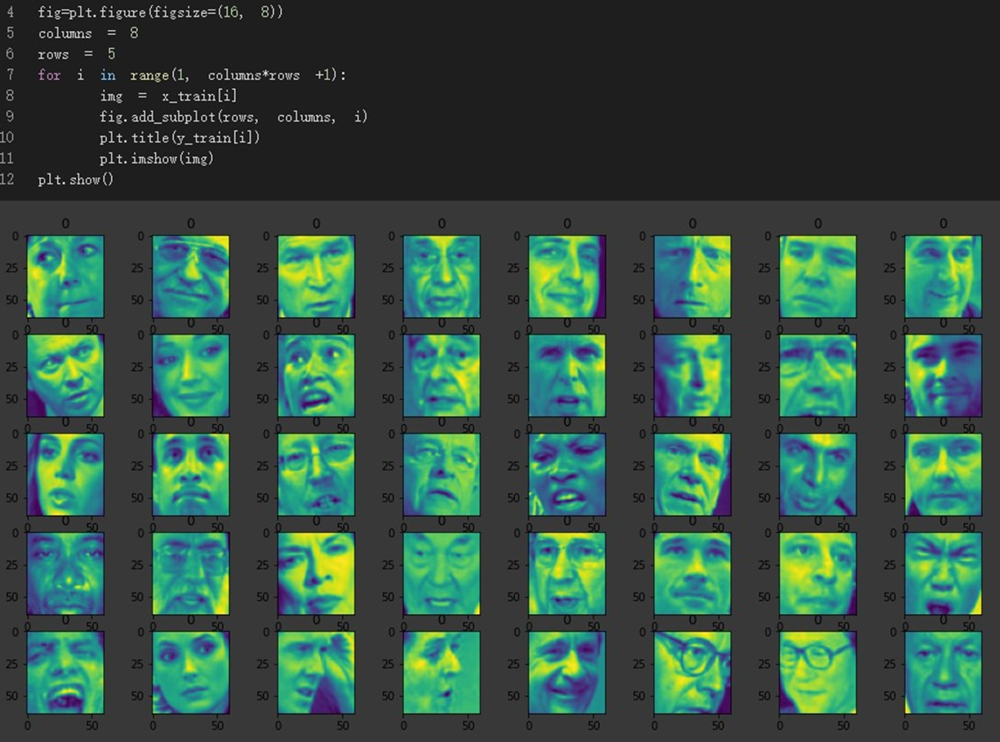 4 fig=plt.figure(figsize=(16, 8))
5 columns = 8
6 rows = 5
7 for i in range(1, columns*rows +1):
8 img = x_train[i]
9 fig.add_subplot(rows, columns, i)
10 plt.title(y_train[i])
11 plt.imshow(img)
12 plt.show()
0 0 0 0 0 0 0 0
0 0 0 0 0 0 0 0
25 25 25 25 25 25 25 25
50 50 50 50 50 50 50 50
0 0 50 0 0 50 0 0 50 0 0 50 0 0 50 0 0 50 0 0 50 0 0 50
0 0 0 0 0 0 0 0
25 25 25 25 25 25 25 25
50 50 50 50 50 50 50 50
0 0 50 0 0 50 0 0 50 0 0 50 0 0 50 0 0 50 0 0 50 0 0 50
0 0 0 0 0 0 0 0
25 25 25 25 25 25 25 25
50 50 50 50 50 50 50 50
0 0 50 0 0 50 0 0 50 0 0 50 0 0 50 0 0 50 0 0 50 0 0 50
0 0 0 0 0 0 0 0
25 25 25 25 25 25 25 25
50 50 50 50 50 50 50 50
0 0 50 0 0 50 0 0 50 0 0 50 0 0 50 0 0 50 0 0 50 0 0 50
0 0 0 0 0 0 0 0
25 25 25 25 25 25 25 25
50 50 50 50 50 50 50 50
0 50 0 50 0 50 0 50 0 50 0 50 0 50 0 50